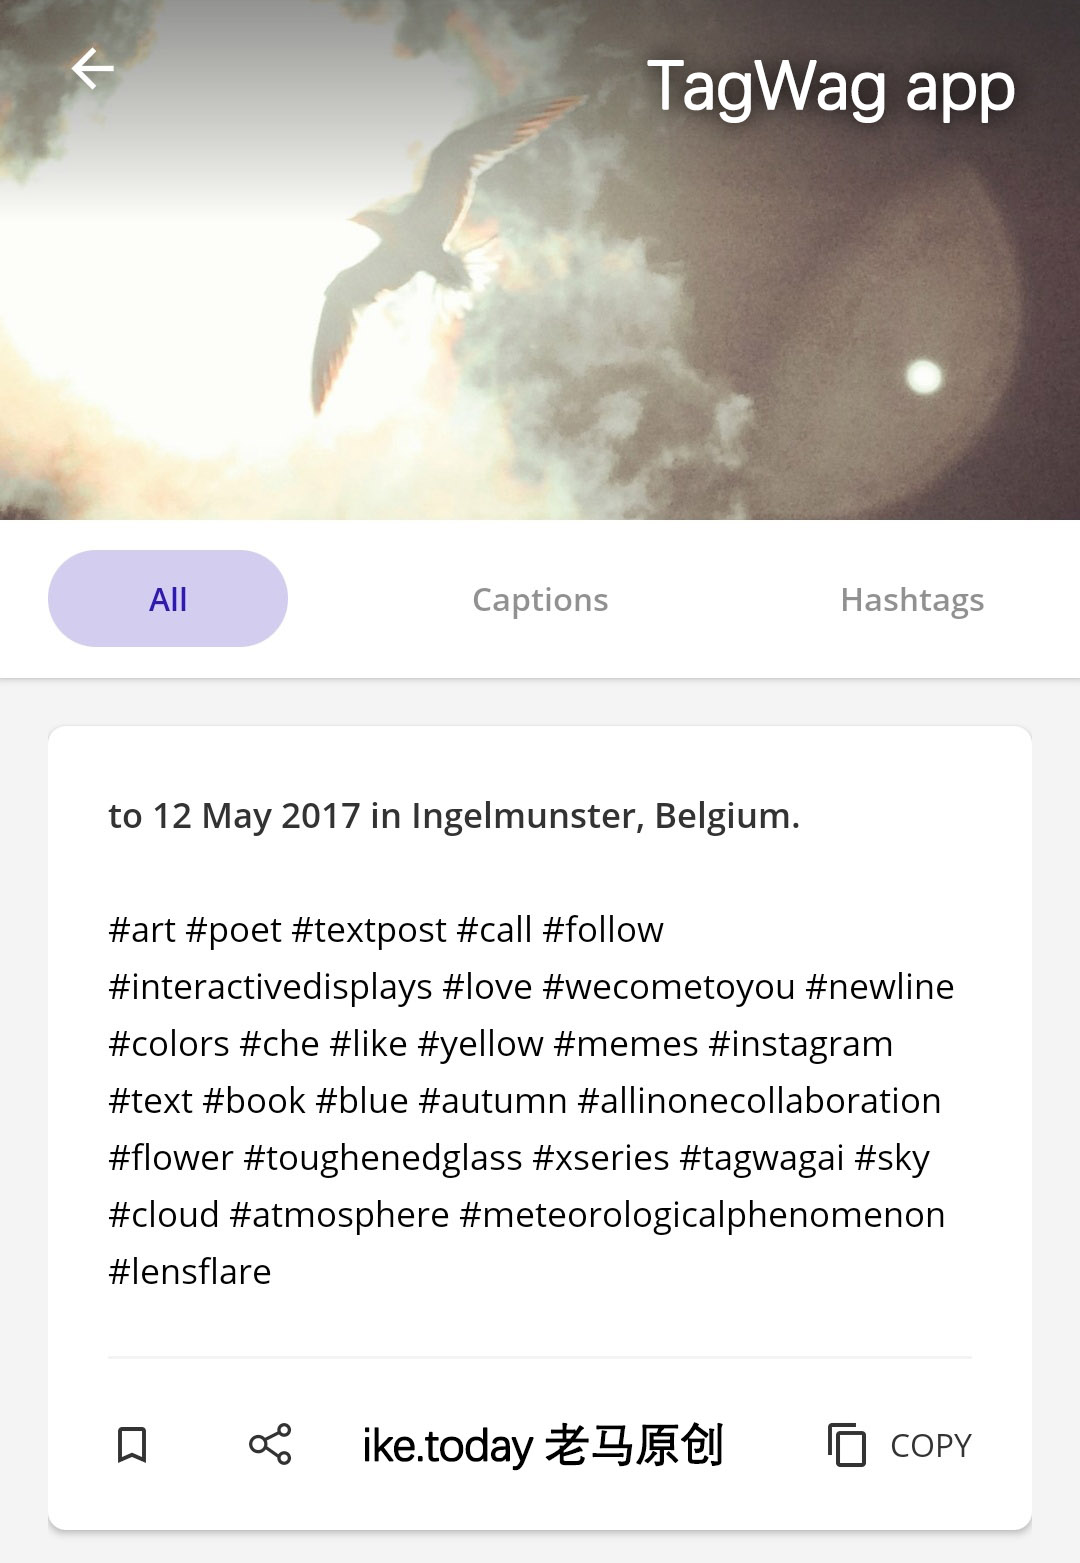 TagWag app
All Captions Hashtags
to 12 May 2017 in Ingelmunster, Belgium.
#art #poet #textpost #call #follow
#interactivedisplays #love #wecometoyou #newline
#colors #che #like #yellow #memes #instagram
#text #book #blue #autumn #allinonecollaboration
#flower #toughenedglass #xseries #tagwagai #sky
#cloud #atmosphere #meteorologicalphenomenon
#lensflare
ike.today 老马原创 COPY